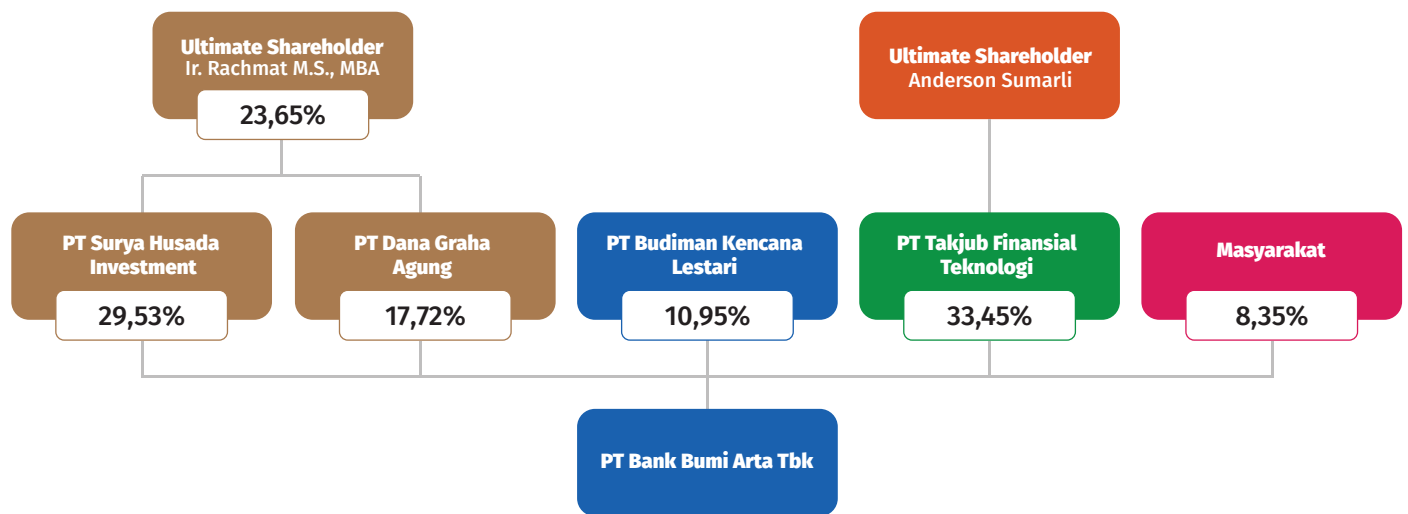 Ultimate Shareholder
Ir. Rachmat M.S., MBA
23,65%
Ultimate Shareholder
Anderson Sumarli
PT Surya Husada
Investment
29,53%
PT Dana Graha
Agung
17,72%
PT Budiman Kencana
Lestari
10,95%
PT Takjub Finansial
Teknologi
33,45%
Masyarakat
8,35%
PT Bank Bumi Arta Tbk